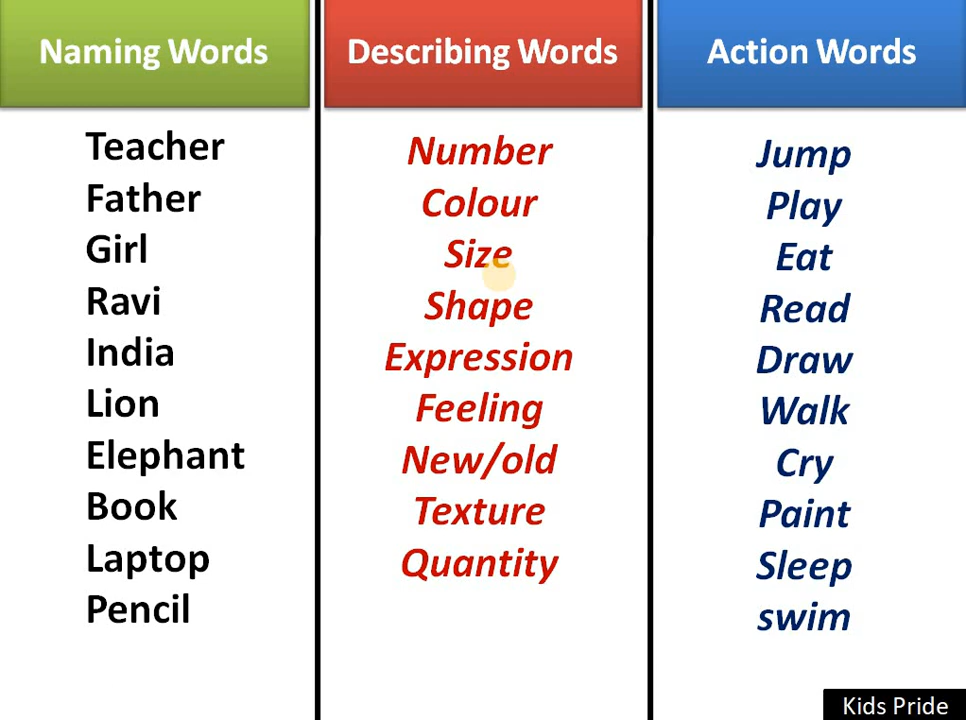 Naming Words
Teacher
Father
Girl
Ravi
India
Lion
Elephant
Book
Laptop
Pencil
Describing Words
Number
Colour
Size
Shape
Expression
Feeling
New/old
Texture
Quantity
Action Words
Jump
Play
Eat
Read
Draw
Walk
Cry
Paint
Sleep
swim
Kids Pride